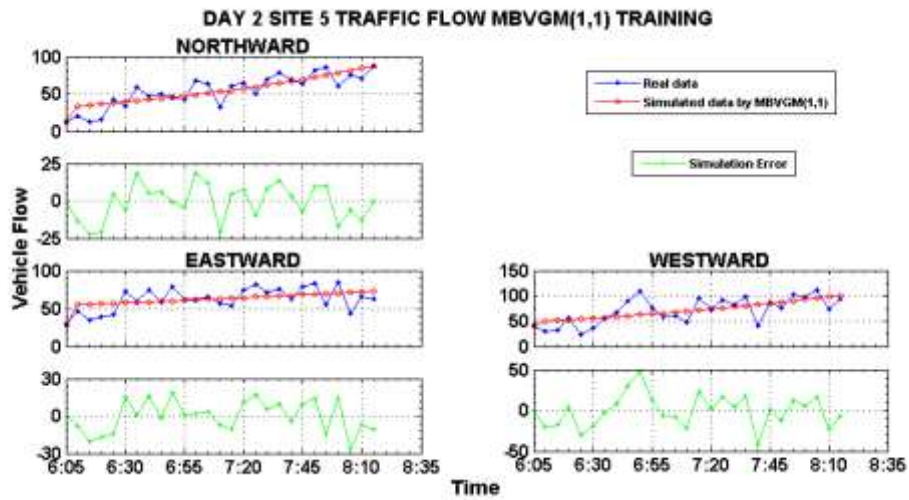 DAY 2 SITE 5 TRAFFIC FLOW MBVGM(1,1) TRAINING
NORTHWARD
100
50
0
Real data
Simulated data by MBVGM(1,1)
25
0
-25
Simulation Error
Vehicle Flow
EASTWARD
100
50
0
WESTWARD
150
100
50
0
30
0
-30
6:05 6:30 6:55 7:20 7:45 8:10 8:35
50
0
-50
6:05 6:30 6:55 7:20 7:45 8:10 8:35
Time